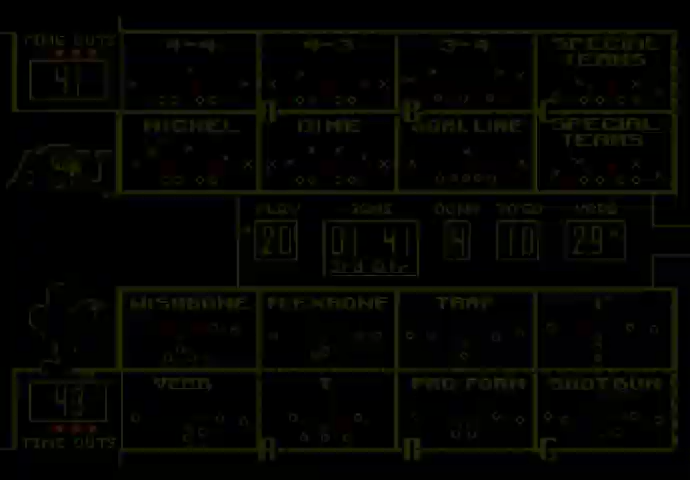 TIME OUTS
41
4-4 4-3 3-4 SPECIAL TEAMS
A B C
NICKEL DIME GOAL LINE SPECIAL TEAMS
PLAY TIME DOWN TO GO YARD
20 01 41 4 10 29
3rd Qtr
WISHBONE FLEXBONE TRAP I
VEER T PRO FORM SHOTGUN
TIME OUTS
A B C